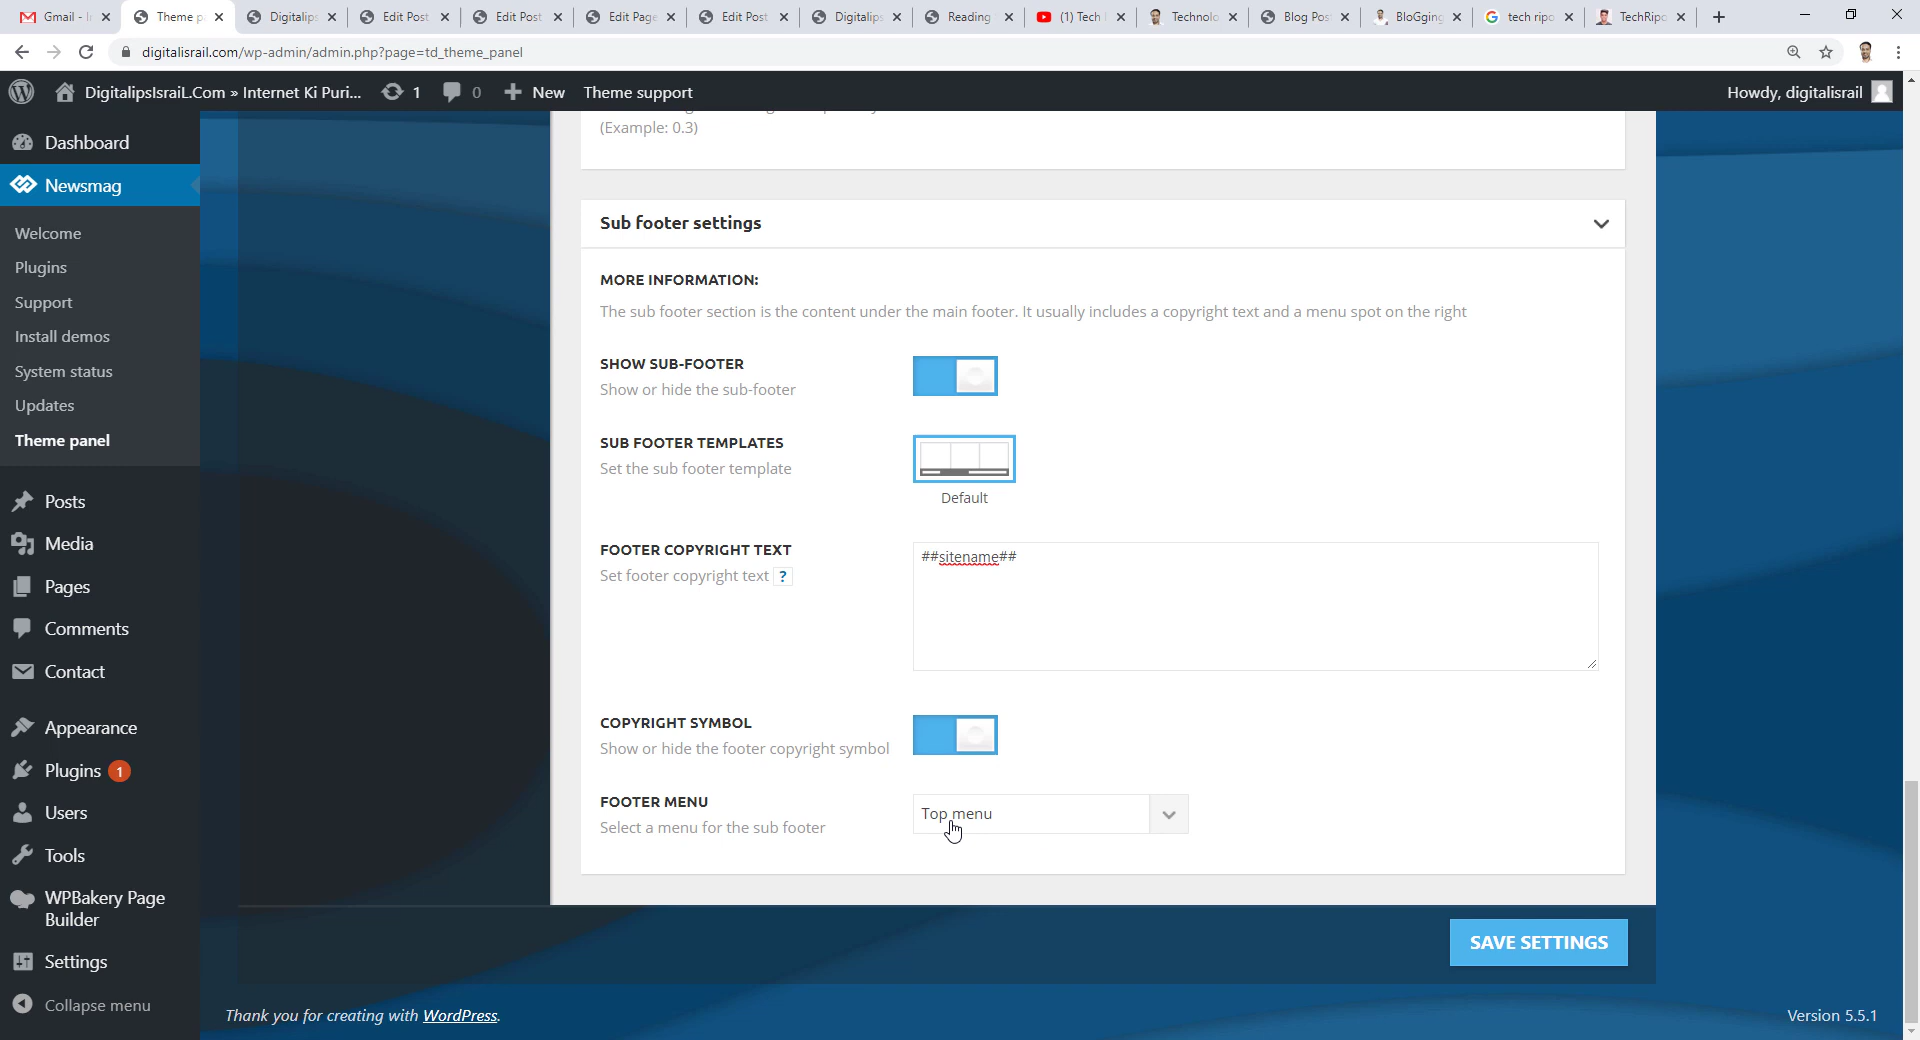 Gmail - I
Theme p
Digitalips
Edit Post
Edit Post
Edit Page
Edit Post
Digitalips
Reading
(1) Tech
Technolo
Blog Pos
BloGging
tech ripo
TechRipo
digitalisrail.com/wp-admin/admin.php?page=td_theme_panel
DigitalipsIsraiL.Com » Internet Ki Puri...
1
0
New
Theme support
Howdy, digitalisrail
Dashboard
Newsmag
Welcome
Plugins
Support
Install demos
System status
Updates
Theme panel
Posts
Media
Pages
Comments
Contact
Appearance
Plugins 1
Users
Tools
WPBakery Page
Builder
Settings
Collapse menu
(Example: 0.3)
Sub footer settings
MORE INFORMATION:
The sub footer section is the content under the main footer. It usually includes a copyright text and a menu spot on the right
SHOW SUB-FOOTER
Show or hide the sub-footer
SUB FOOTER TEMPLATES
Set the sub footer template
Default
FOOTER COPYRIGHT TEXT
Set footer copyright text ?
##sitename##
COPYRIGHT SYMBOL
Show or hide the footer copyright symbol
FOOTER MENU
Select a menu for the sub footer
Top menu
SAVE SETTINGS
Thank you for creating with WordPress.
Version 5.5.1